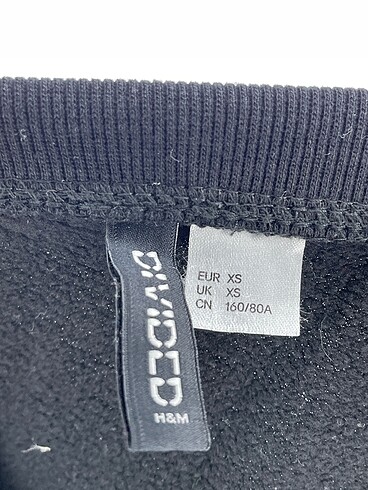 DIVIDED
H&M
EUR XS
UK XS
CN 160/80A